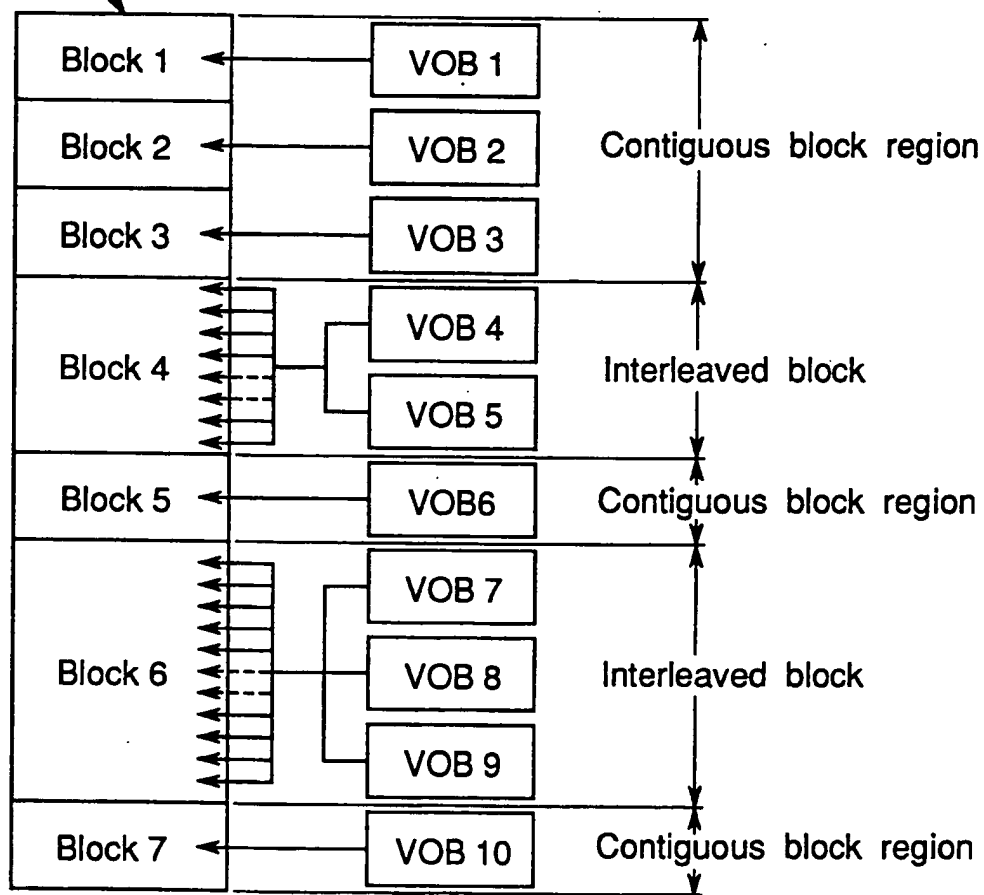 Block 1
VOB 1
Block 2
VOB 2
Contiguous block region
Block 3
VOB 3
Block 4
VOB 4
Interleaved block
VOB 5
Block 5
VOB6
Contiguous block region
VOB 7
Block 6
VOB 8
Interleaved block
VOB 9
Block 7
VOB 10
Contiguous block region